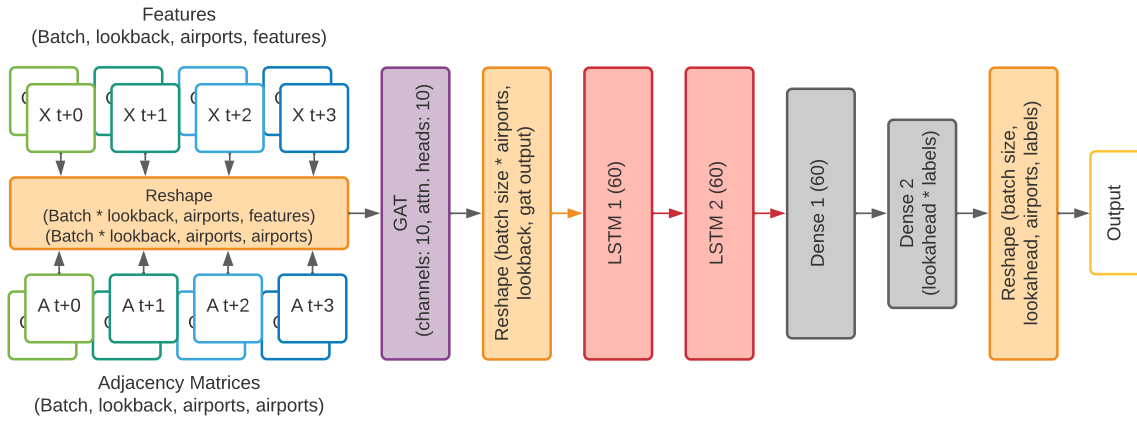 Features
(Batch, lookback, airports, features)
X t+0
X t+1
X t+2
X t+3
Reshape
(Batch * lookback, airports, features)
(Batch * lookback, airports, airports)
A t+0
A t+1
A t+2
A t+3
Adjacency Matrices
(Batch, lookback, airports, airports)
GAT
(channels: 10, attn. heads: 10)
Reshape (batch size * airports,
lookback, gat output)
LSTM 1 (60)
LSTM 2 (60)
Dense 1 (60)
Dense 2
(lookahead * labels)
Reshape (batch size,
lookahead, airports, labels)
Output